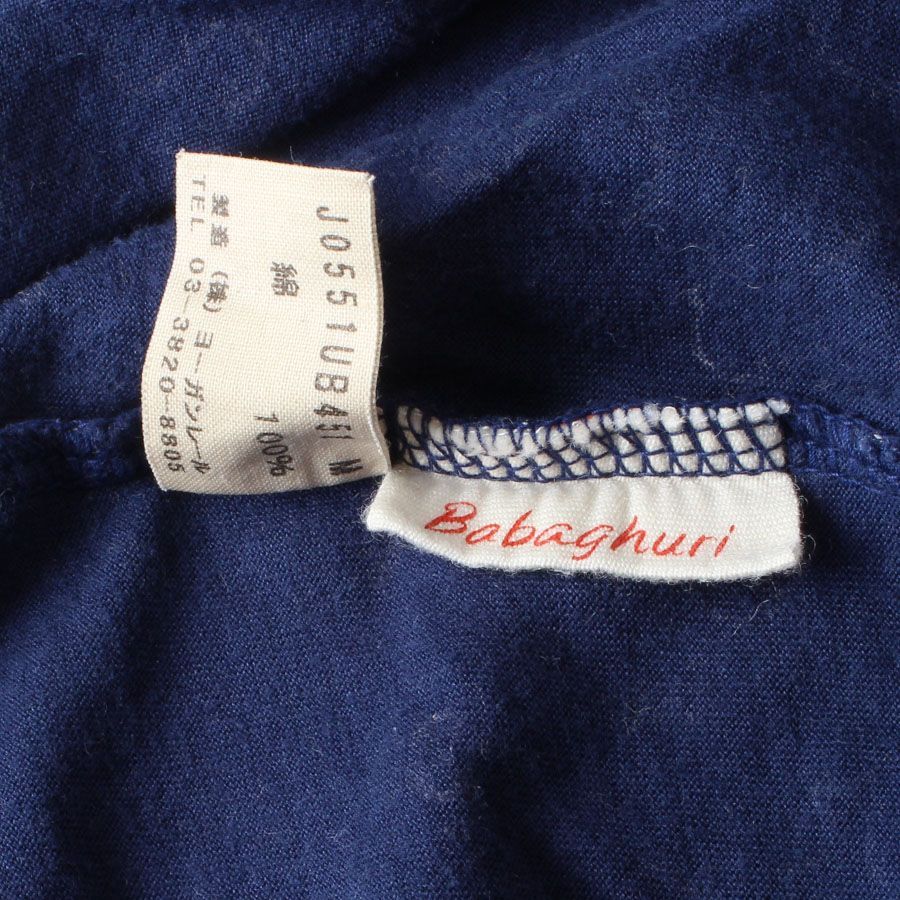 J0551UB451 M
綿 100%
製造 (株) ヨーガンレール
TEL 03-3820-8805
Babaghuri